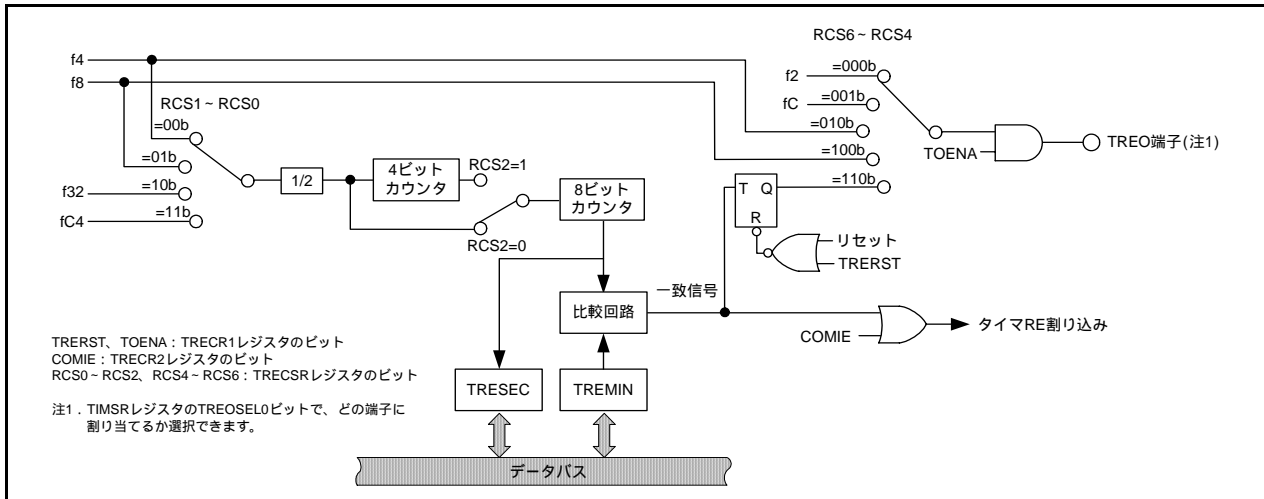 RCS6~RCS4
f4
f8
f2
=000b
RCS1~RCS0
fC
=001b
=00b
=010b
TREO端子(注1)
TOENA
=01b
=100b
f32
=10b
1/2
4ビット
カウンタ
RCS2=1
8ビット
カウンタ
T Q
=110b
fC4
=11b
R
RCS2=0
リセット
TRERST
一致信号
比較回路
タイマRE割り込み
COMIE
TRERST、TOENA:TRECR1レジスタのビット
COMIE:TRECR2レジスタのビット
RCS0~RCS2、RCS4~RCS6:TRECSRレジスタのビット
TRESEC
TREMIN
注1.TIMSRレジスタのTREOSEL0ビットで、どの端子に
割り当てるか選択できます。
データバス